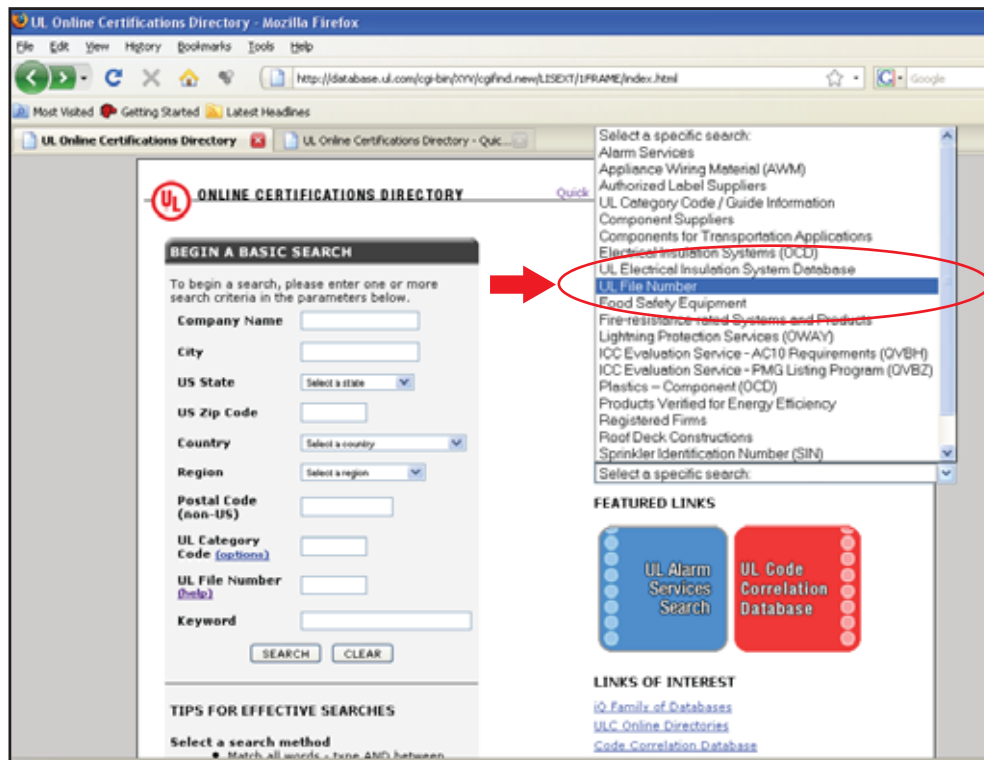 UL Online Certifications Directory - Mozilla Firefox
File Edit View History Bookmarks Tools Help
http://database.ul.com/cgi-bin/XYV/cgifind.new/LISEXT/1FRAME/index.html
Google
Most Visited Getting Started Latest Headlines
UL Online Certifications Directory
UL Online Certifications Directory - Quic...
UL
ONLINE CERTIFICATIONS DIRECTORY
Quick
BEGIN A BASIC SEARCH
To begin a search, please enter one or more
search criteria in the parameters below.
Company Name
City
US State Select a state
US Zip Code
Country Select a country
Region Select a region
Postal Code
(non-US)
UL Category
Code (options)
UL File Number
(help)
Keyword
SEARCH CLEAR
TIPS FOR EFFECTIVE SEARCHES
Select a search method
Match all words - type AND between
Select a specific search:
Alarm Services
Appliance Wiring Material (AWM)
Authorized Label Suppliers
UL Category Code / Guide Information
Component Suppliers
Components for Transportation Applications
Electrical Insulation Systems (OCD)
UL Electrical Insulation System Database
UL File Number
Food Safety Equipment
Fire-resistance rated Systems and Products
Lightning Protection Services (OWAY)
ICC Evaluation Service - AC10 Requirements (QVBH)
ICC Evaluation Service - PMG Listing Program (QVBZ)
Plastics – Component (OCD)
Products Verified for Energy Efficiency
Registered Firms
Roof Deck Constructions
Sprinkler Identification Number (SIN)
Select a specific search:
FEATURED LINKS
UL Alarm
Services
Search
UL Code
Correlation
Database
LINKS OF INTEREST
iQ Family of Databases
ULC Online Directories
Code Correlation Database